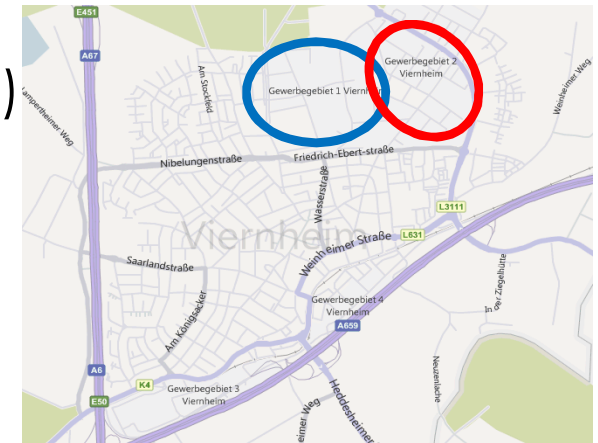 E451
A67
)
Lampertheimer Weg
Am Stockfeld
Gewerbegebiet 1 Viernheim
Gewerbegebiet 2
Viernheim
Weinheimer Weg
Nibelungenstraße
Friedrich-Ebert-straße
Wasserstraße
L3111
Viernheim
Weinheimer Straße
L631
Saarlandstraße
Am Königsacker
Gewerbegebiet 4
Viernheim
In der Ziegelhütte
A659
A6
K4
E50
Gewerbegebiet 3
Viernheim
Neuzenlache
eimer Weg
Heddesheimer